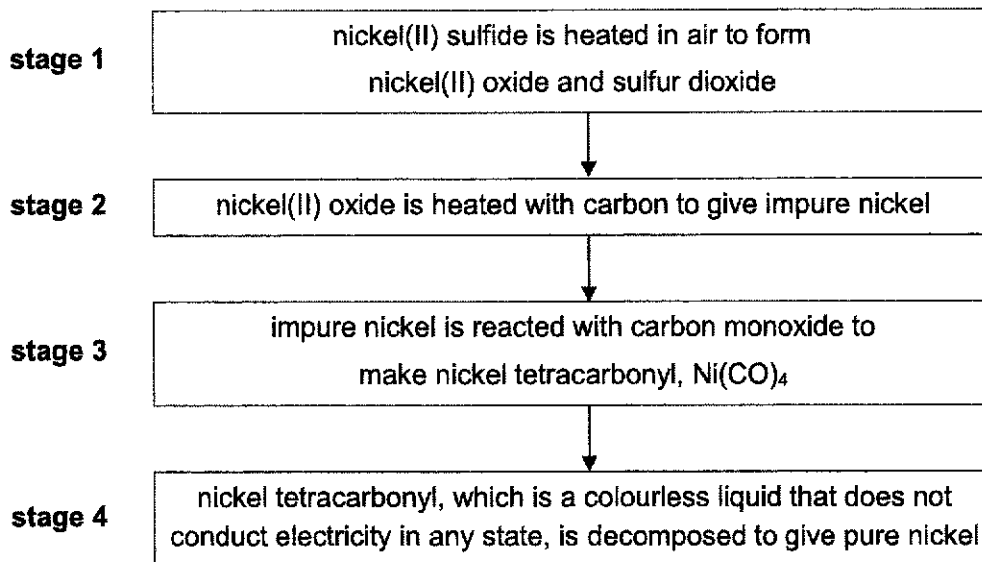 stage 1
nickel(II) sulfide is heated in air to form
nickel(II) oxide and sulfur dioxide
stage 2
nickel(II) oxide is heated with carbon to give impure nickel
stage 3
impure nickel is reacted with carbon monoxide to
make nickel tetracarbonyl, Ni(CO)₄
stage 4
nickel tetracarbonyl, which is a colourless liquid that does not
conduct electricity in any state, is decomposed to give pure nickel